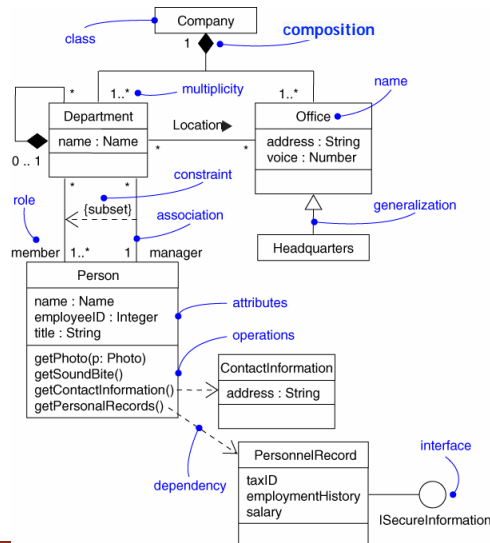 Company
class
1
composition
1..*
multiplicity
1..*
name
*
Department
name : Name
Location
Office
address : String
voice : Number
0 .. 1
*
*
*
*
constraint
{subset}
role
association
generalization
member
1..*
1
manager
Headquarters
Person
name : Name
employeeID : Integer
title : String
attributes
operations
getPhoto(p: Photo)
getSoundBite()
getContactInformation()
getPersonalRecords()
ContactInformation
address : String
dependency
PersonnelRecord
taxID
employmentHistory
salary
interface
ISecureInformation